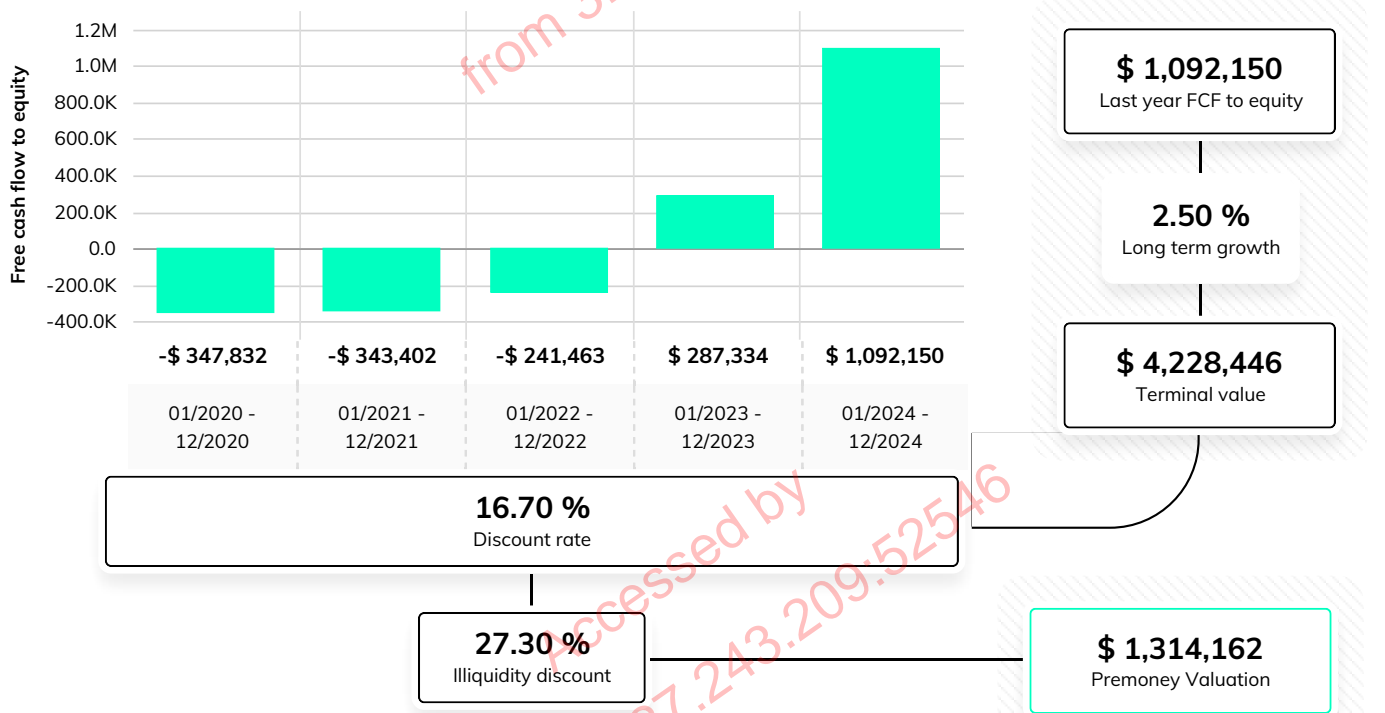 Free cash flow to equity
1.2M
1.0M
800.0K
600.0K
400.0K
200.0K
0.0
-200.0K
-400.0K
-$ 347,832
-$ 343,402
-$ 241,463
$ 287,334
$ 1,092,150
01/2020 -
12/2020
01/2021 -
12/2021
01/2022 -
12/2022
01/2023 -
12/2023
01/2024 -
12/2024
16.70 %
Discount rate
27.30 %
Illiquidity discount
$ 1,092,150
Last year FCF to equity
2.50 %
Long term growth
$ 4,228,446
Terminal value
$ 1,314,162
Premoney Valuation
from
Accessed by
7.243.209:52546